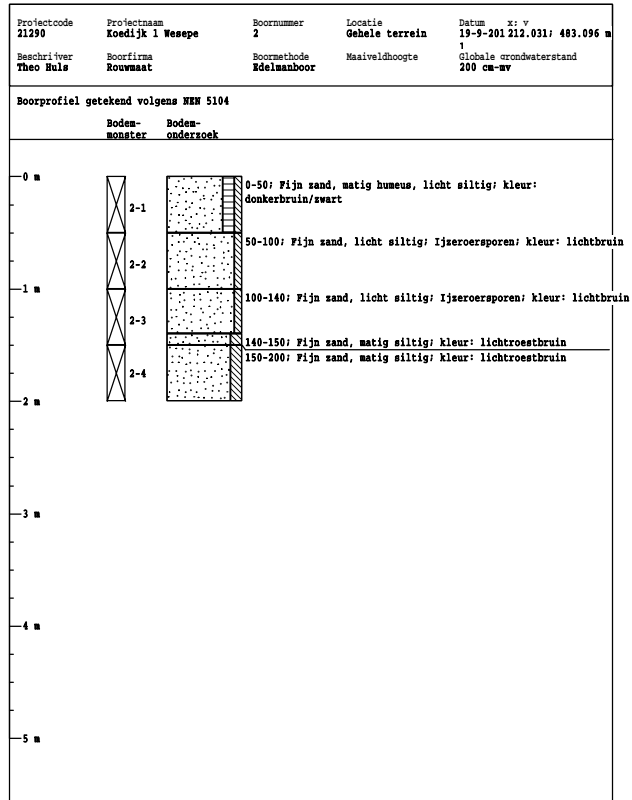 Projectcode Projectnaam Boornummer Locatie Datum x: y
21290 Koedijk 1 Wesepe 2 Gehele terrein 19-9-201 212.031; 483.096 m
1
Beschrijver Boorfirma Boormethode Maaiveldhoogte Globale grondwaterstand
Theo Huls Rouwmaat Edelmanboor 200 cm-mv
Boorprofiel getekend volgens NEN 5104
Bodem- Bodem-
monster onderzoek
0 m
0-50; Fijn zand, matig humeus, licht siltig; kleur:
donkerbruin/zwart
2-1
50-100; Fijn zand, licht siltig; Ijzeroersporen; kleur: lichtbruin
2-2
1 m
100-140; Fijn zand, licht siltig; Ijzeroersporen; kleur: lichtbruin
2-3
140-150; Fijn zand, matig siltig; kleur: lichtroestbruin
150-200; Fijn zand, matig siltig; kleur: lichtroestbruin
2-4
2 m
3 m
4 m
5 m